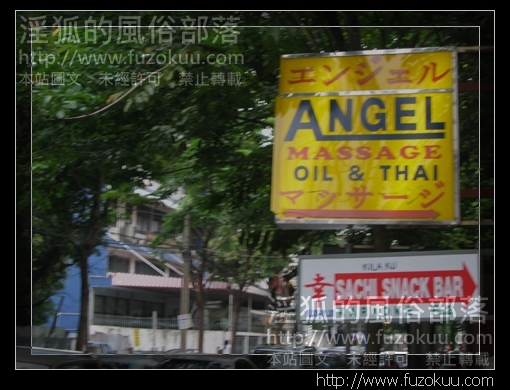 淫狐的風俗部落
http://www.fuzokuu.com
本站圖文 未經許可 禁止轉載
エンジェル
ANGEL
MASSAGE
OIL & THAI
マッサージ
KULA KU
幸 SACHI SNACK BAR
淫狐的風俗部落
http://www.fuzokuu.com
本站圖文 未經許可 禁止轉載
http://www.fuzokuu.com